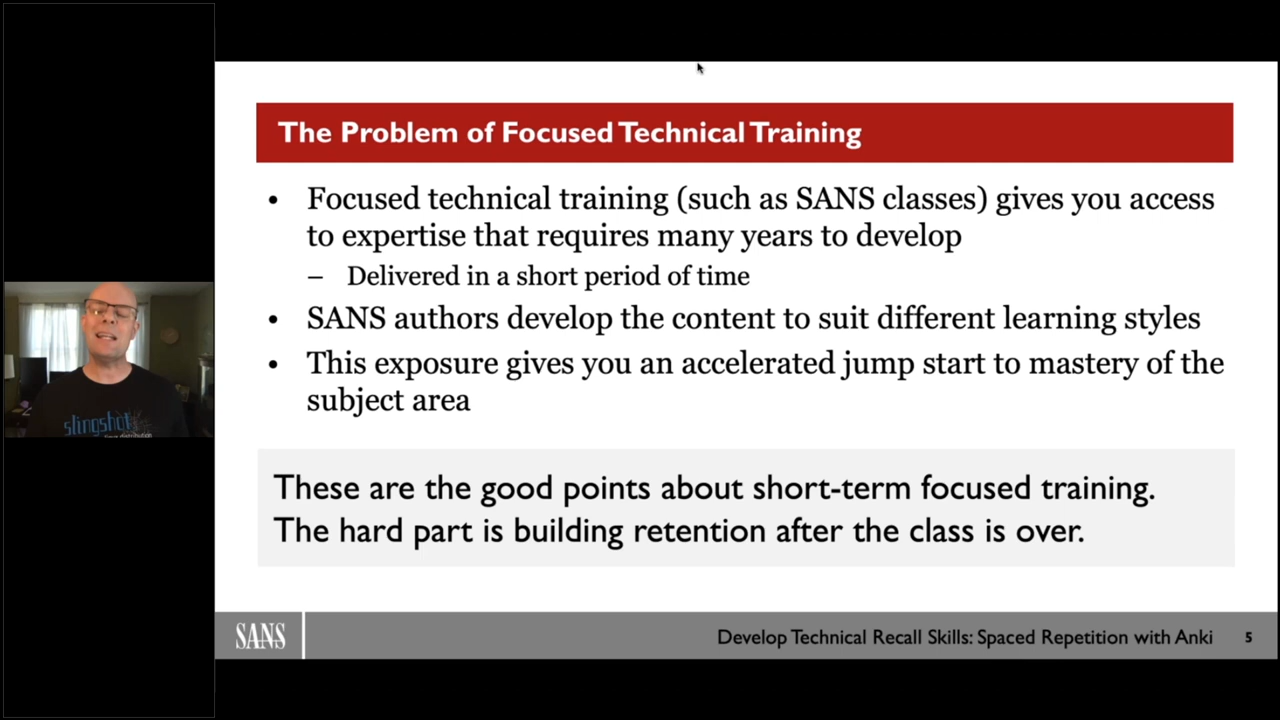 The Problem of Focused Technical Training
• Focused technical training (such as SANS classes) gives you access
to expertise that requires many years to develop
– Delivered in a short period of time
• SANS authors develop the content to suit different learning styles
• This exposure gives you an accelerated jump start to mastery of the
subject area
These are the good points about short-term focused training.
The hard part is building retention after the class is over.
slingshot
SANS
Develop Technical Recall Skills: Spaced Repetition with Anki 5